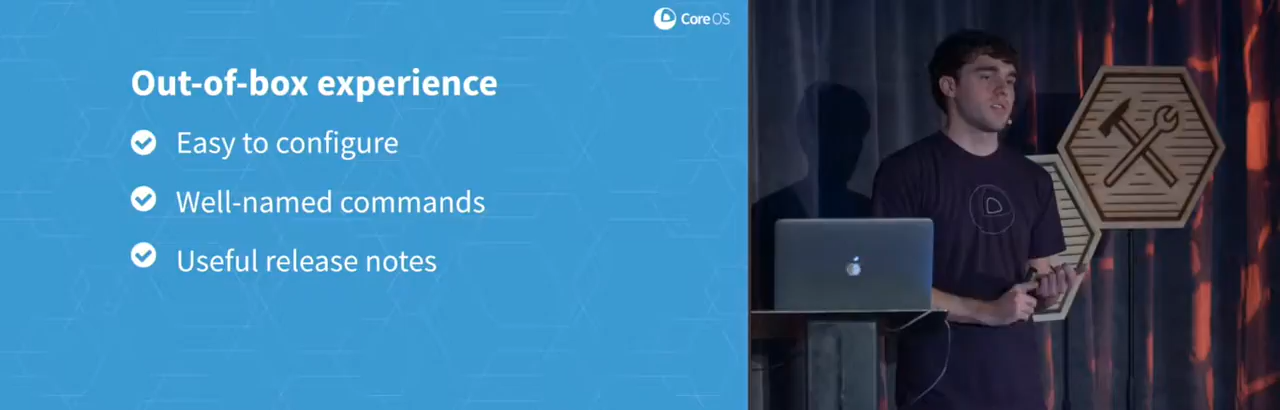 CoreOS
Out-of-box experience
Easy to configure
Well-named commands
Useful release notes